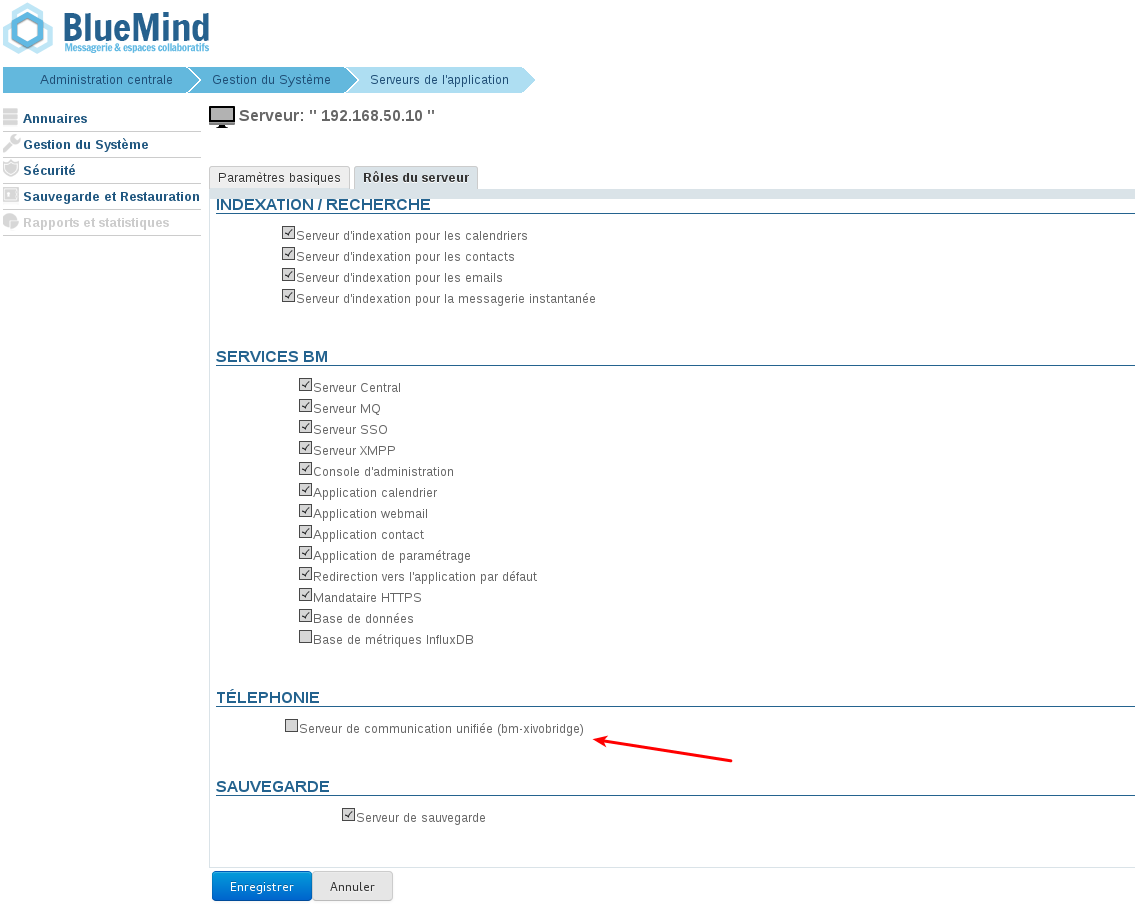 BlueMind
Messagerie & espaces collaboratifs
Administration centrale
Gestion du Système
Serveurs de l'application
Annuaires
Gestion du Système
Sécurité
Sauvegarde et Restauration
Rapports et statistiques
Serveur: " 192.168.50.10 "
Paramètres basiques
Rôles du serveur
INDEXATION / RECHERCHE
Serveur d'indexation pour les calendriers
Serveur d'indexation pour les contacts
Serveur d'indexation pour les emails
Serveur d'indexation pour la messagerie instantanée
SERVICES BM
Serveur Central
Serveur MQ
Serveur SSO
Serveur XMPP
Console d'administration
Application calendrier
Application webmail
Application contact
Application de paramétrage
Redirection vers l'application par défaut
Mandataire HTTPS
Base de données
Base de métriques InfluxDB
TÉLEPHONIE
Serveur de communication unifiée (bm-xivobridge)
SAUVEGARDE
Serveur de sauvegarde
Enregistrer
Annuler